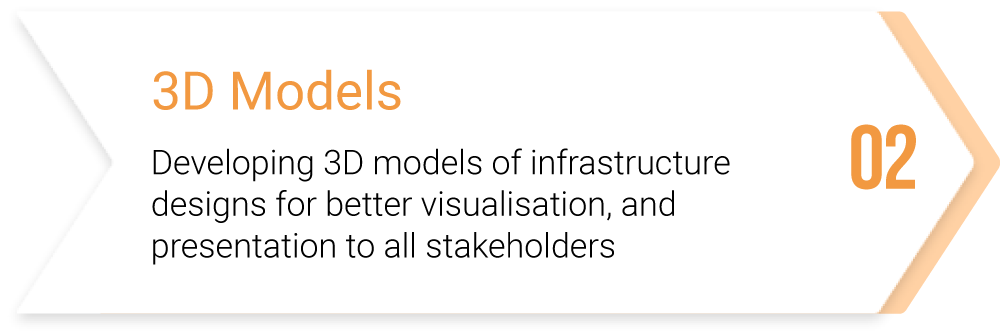 3D Models
Developing 3D models of infrastructure
designs for better visualisation, and
presentation to all stakeholders
02